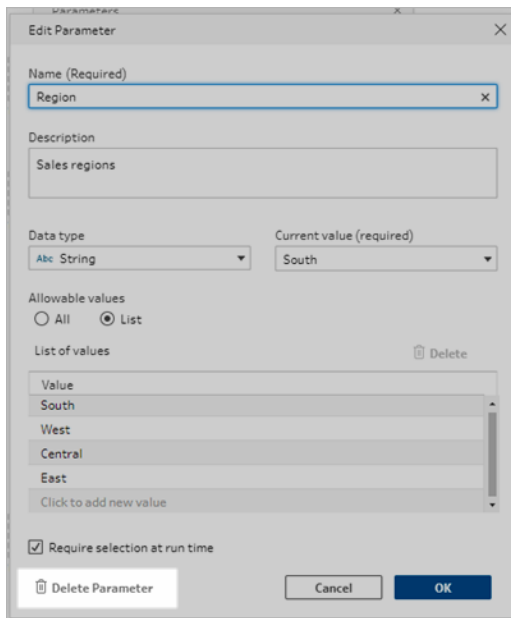 Parameters
Edit Parameter
Name (Required)
Region
Description
Sales regions
Data type
Current value (required)
Abc String
South
Allowable values
All
List
List of values
Delete
Value
South
West
Central
East
Click to add new value
Require selection at run time
Delete Parameter
Cancel
OK